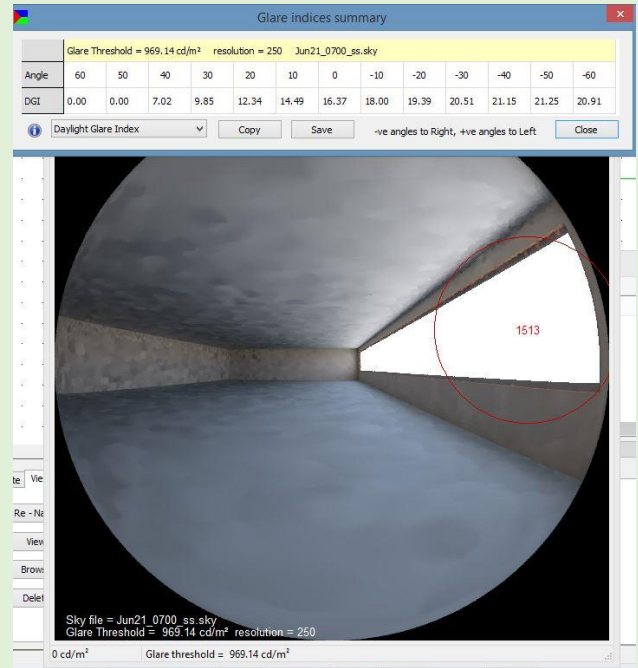 Glare indices summary
Glare Threshold = 969.14 cd/m² resolution = 250 Jun21_0700_ss.sky
Angle 60 50 40 30 20 10 0 -10 -20 -30 -40 -50 -60
DGI 0.00 0.00 7.02 9.85 12.34 14.49 16.37 18.00 19.39 20.51 21.15 21.25 20.91
Daylight Glare Index Copy Save -ve angles to Right, +ve angles to Left Close
1513
te Vie
Re - Na
View
Brows
Delet
Sky file = Jun21_0700_ss.sky
Glare Threshold = 969.14 cd/m² resolution = 250
0 cd/m² Glare threshold = 969.14 cd/m²